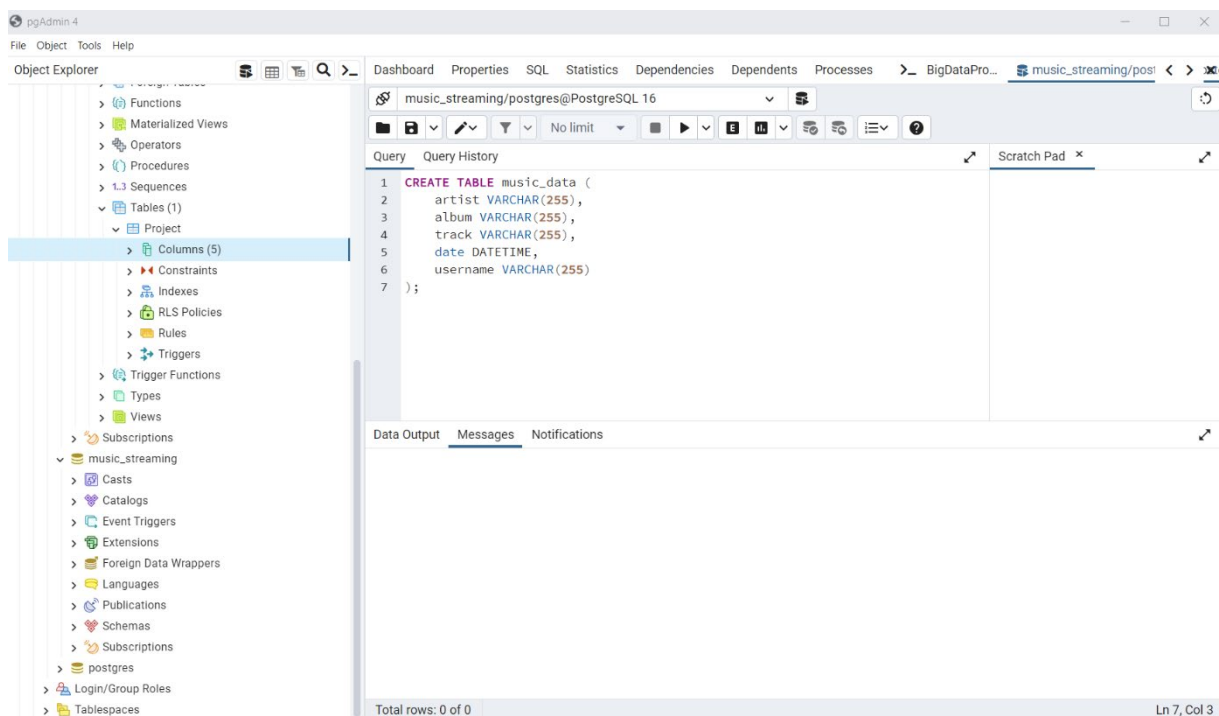 pgAdmin 4
File Object Tools Help
Object Explorer
Functions
Materialized Views
Operators
Procedures
1..3 Sequences
Tables (1)
Project
Columns (5)
Constraints
Indexes
RLS Policies
Rules
Triggers
Trigger Functions
Types
Views
Subscriptions
music_streaming
Casts
Catalogs
Event Triggers
Extensions
Foreign Data Wrappers
Languages
Publications
Schemas
Subscriptions
postgres
Login/Group Roles
Tablespaces
Dashboard Properties SQL Statistics Dependencies Dependents Processes BigDataPro... music_streaming/post
music_streaming/postgres@PostgreSQL 16
No limit
Query Query History
Scratch Pad
1 CREATE TABLE music_data (
2 artist VARCHAR(255),
3 album VARCHAR(255),
4 track VARCHAR(255),
5 date DATETIME,
6 username VARCHAR(255)
7 );
Data Output Messages Notifications
Total rows: 0 of 0
Ln 7, Col 3